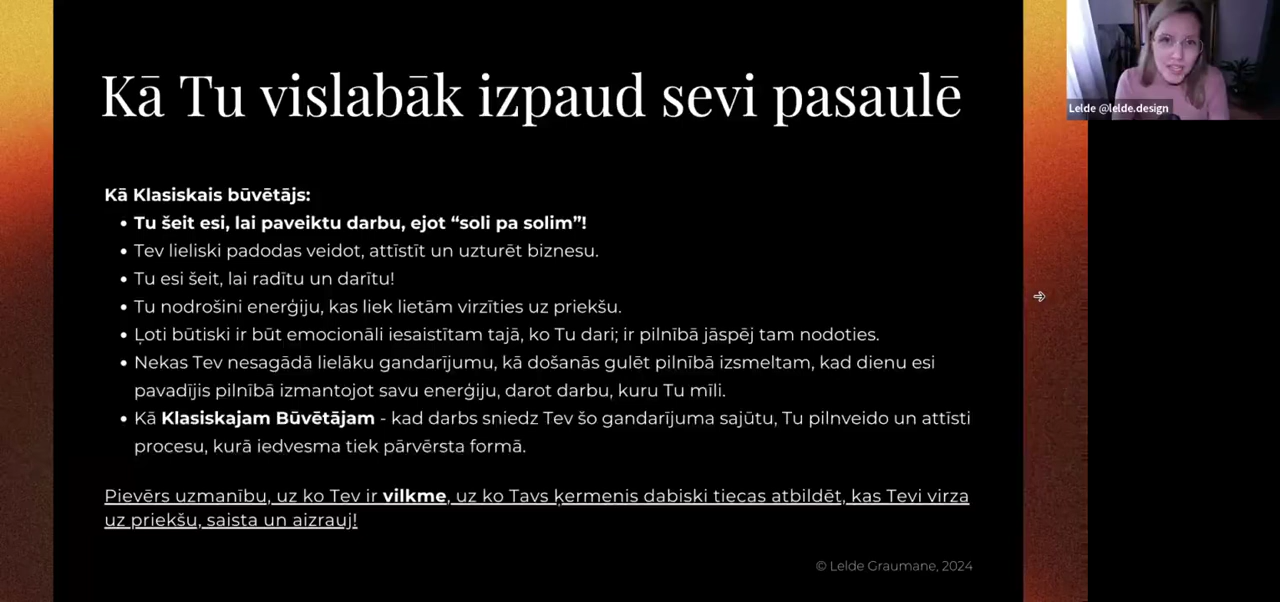 Kā Tu vislabāk izpaud sevi pasaulē
Lelde @lelde.design
Kā Klasiskais būvētājs:
• Tu šeit esi, lai paveiktu darbu, ejot “soli pa solim”!
• Tev lieliski padodas veidot, attīstīt un uzturēt biznesu.
• Tu esi šeit, lai radītu un darītu!
• Tu nodrošini enerģiju, kas liek lietām virzīties uz priekšu.
• Ļoti būtiski ir būt emocionāli iesaistītam tajā, ko Tu dari; ir pilnībā jāspēj tam nodoties.
• Nekas Tev nesagādā lielāku gandarījumu, kā došanās gulēt pilnībā izsmeltam, kad dienu esi
pavadījis pilnībā izmantojot savu enerģiju, darot darbu, kuru Tu mīli.
• Kā Klasiskajam Būvētājam - kad darbs sniedz Tev šo gandarījuma sajūtu, Tu pilnveido un attīsti
procesu, kurā iedvesma tiek pārvērsta formā.
Pievērs uzmanību, uz ko Tev ir vilkme, uz ko Tavs ķermenis dabiski tiecas atbildēt, kas Tevi virza
uz priekšu, saista un aizrauj!
© Lelde Graumane, 2024